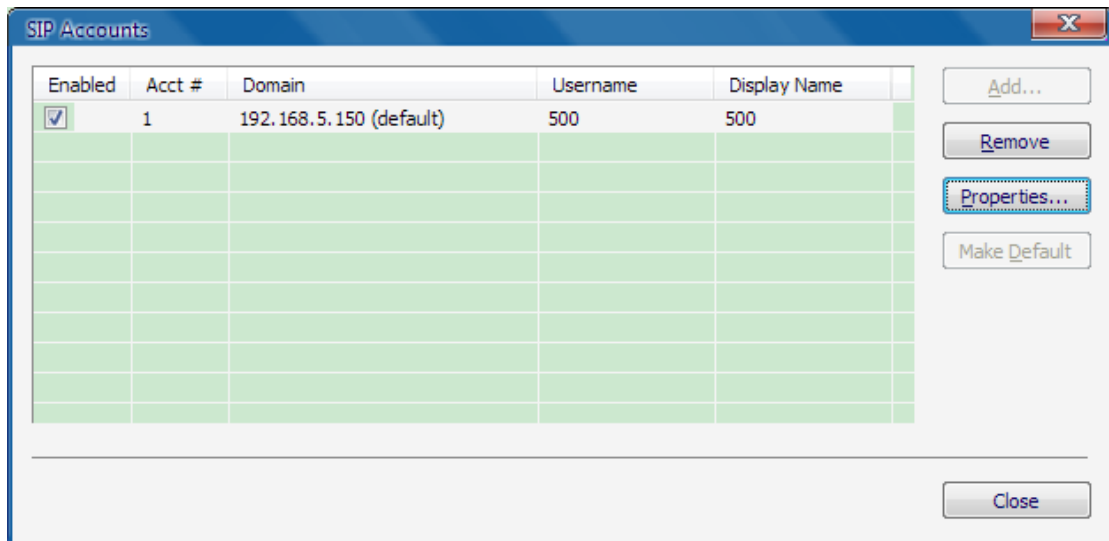 SIP Accounts
Enabled Acct # Domain Username Display Name
1 192.168.5.150 (default) 500 500
Add...
Remove
Properties...
Make Default
Close